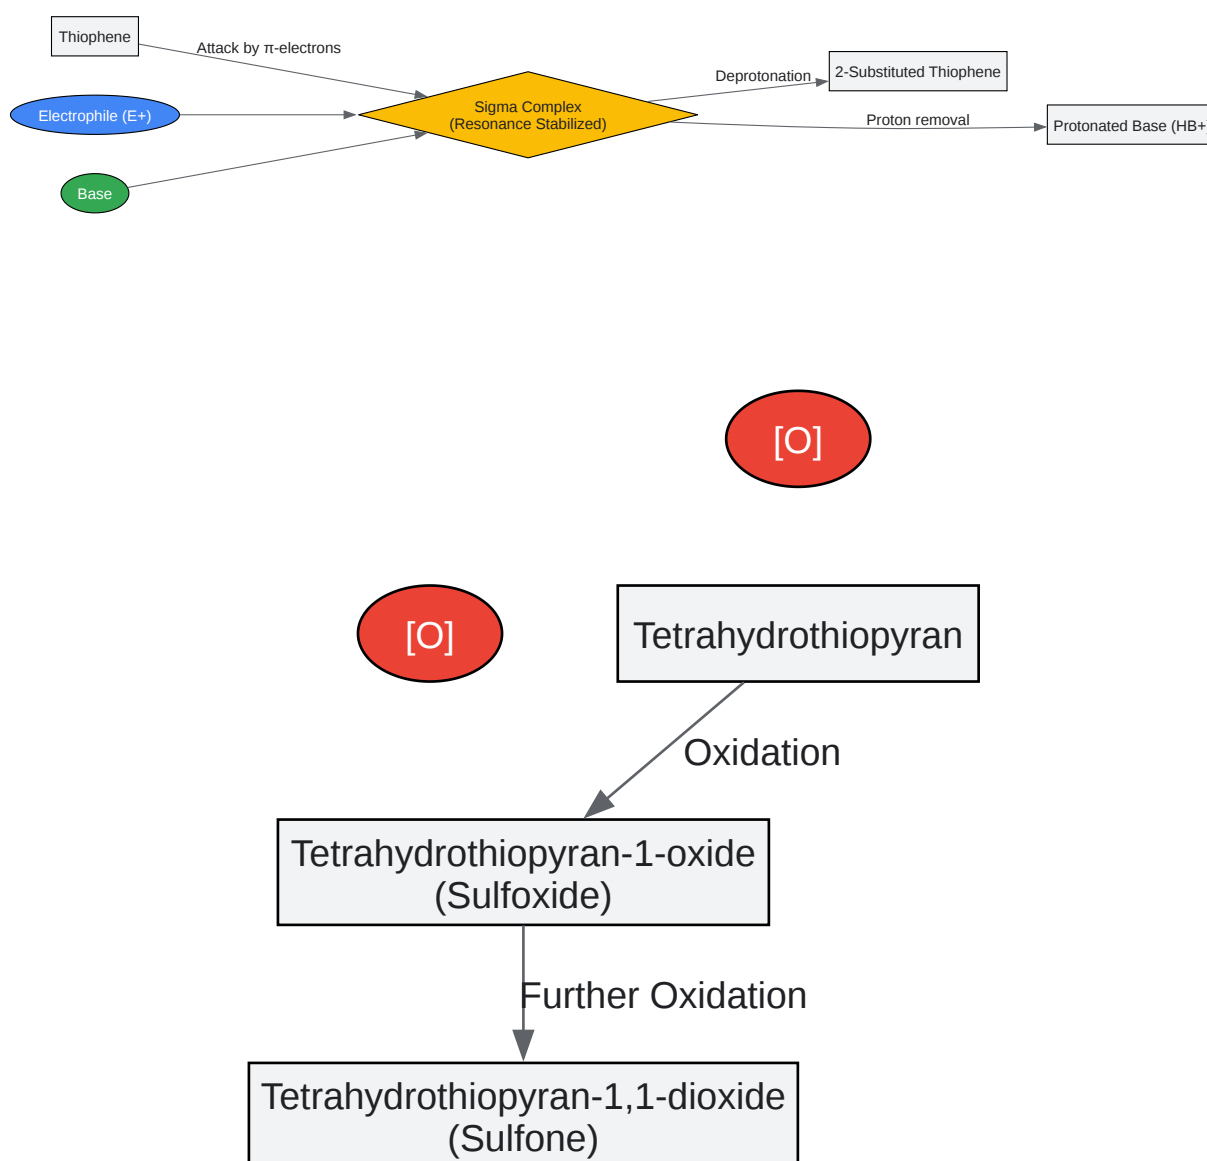 Thiophene
Attack by π-electrons
Electrophile (E+)
Base
Sigma Complex
(Resonance Stabilized)
Deprotonation
2-Substituted Thiophene
Proton removal
Protonated Base (HB+)
[O]
[O]
Tetrahydrothiopyran
Oxidation
Tetrahydrothiopyran-1-oxide
(Sulfoxide)
Further Oxidation
Tetrahydrothiopyran-1,1-dioxide
(Sulfone)